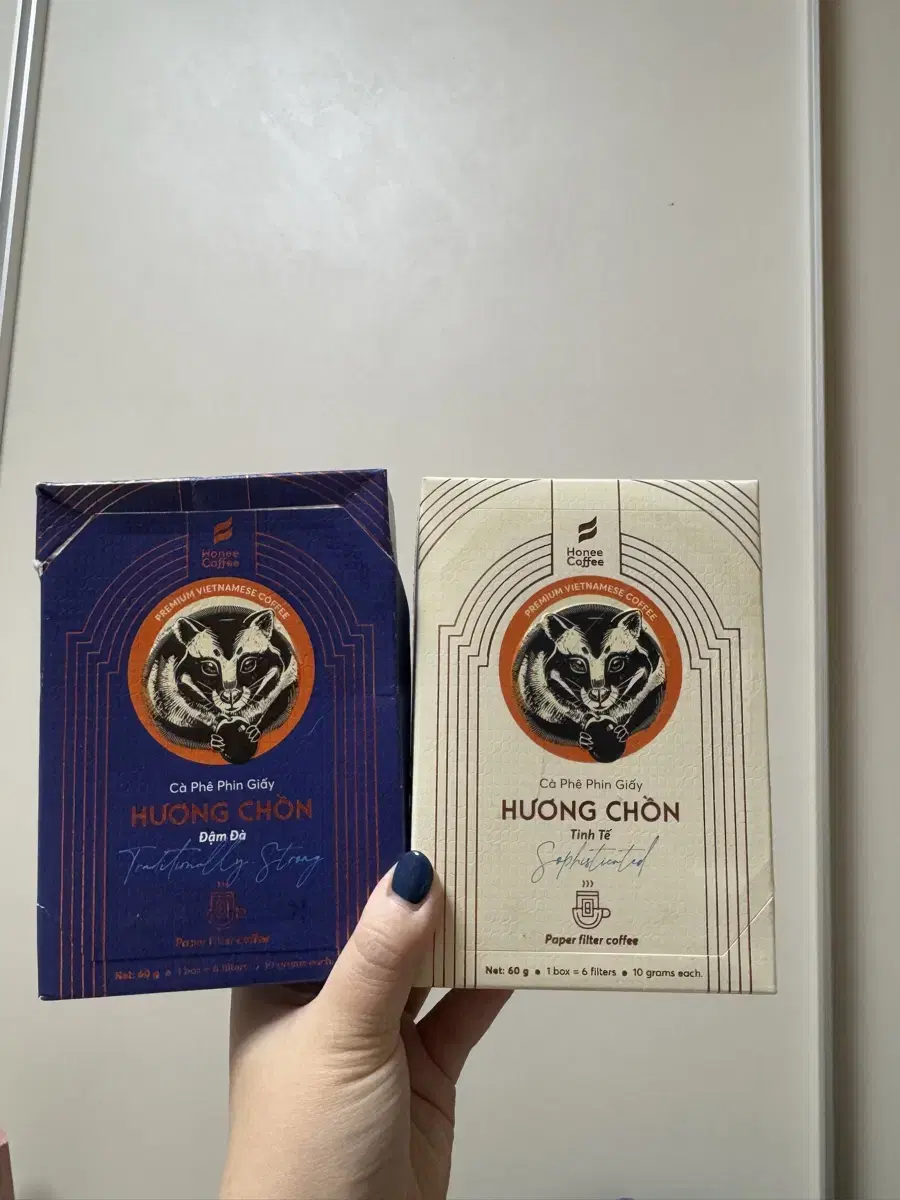 Honee
Coffee
PREMIUM VIETNAMESE COFFEE
Cà Phê Phin Giấy
HƯƠNG CHỒN
Đậm Đà
Traditionally Strong
Paper filter coffee
Net: 60 g • 1 box = 6 filters • 10 grams each.
Honee
Coffee
PREMIUM VIETNAMESE COFFEE
Cà Phê Phin Giấy
HƯƠNG CHỒN
Tinh Tế
Sophisticated
Paper filter coffee
Net: 60 g • 1 box = 6 filters • 10 grams each.